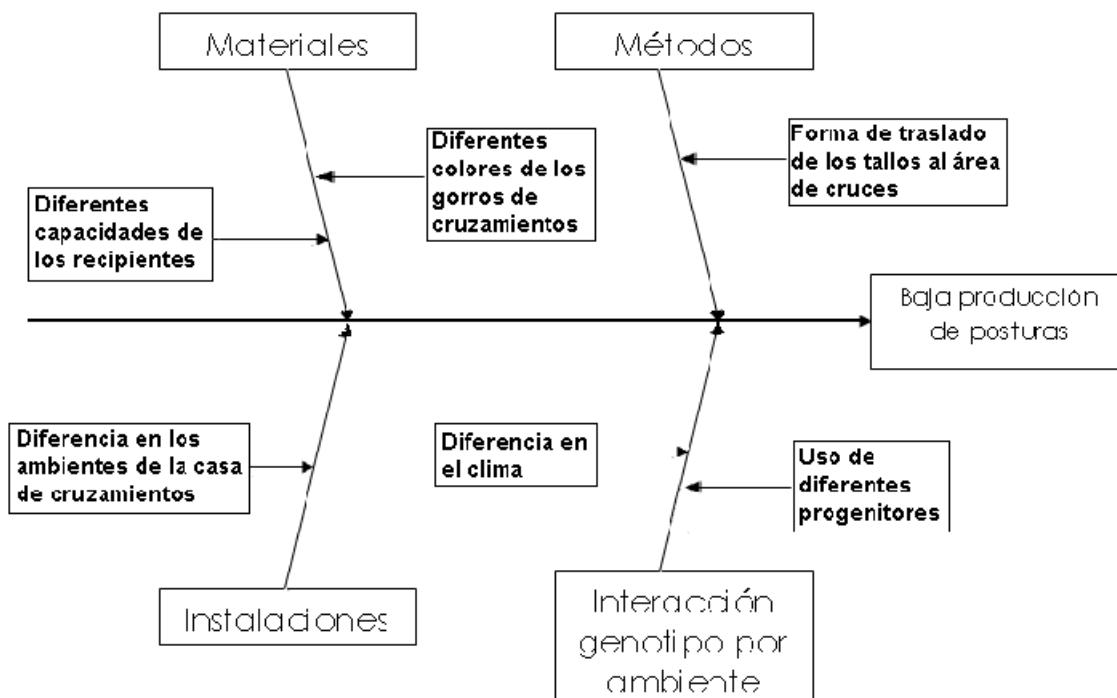 Materiales
Métodos
Diferentes
colores de los
gorros de
cruzamientos
Forma de traslado
de los tallos al área
de cruces
Diferentes
capacidades de
los recipientes
Baja producción
de posturas
Diferencia en los
ambientes de la casa
de cruzamientos
Diferencia en
el clima
Uso de
diferentes
progenitores
Instalaciones
Interacción
genotipo por
ambiente